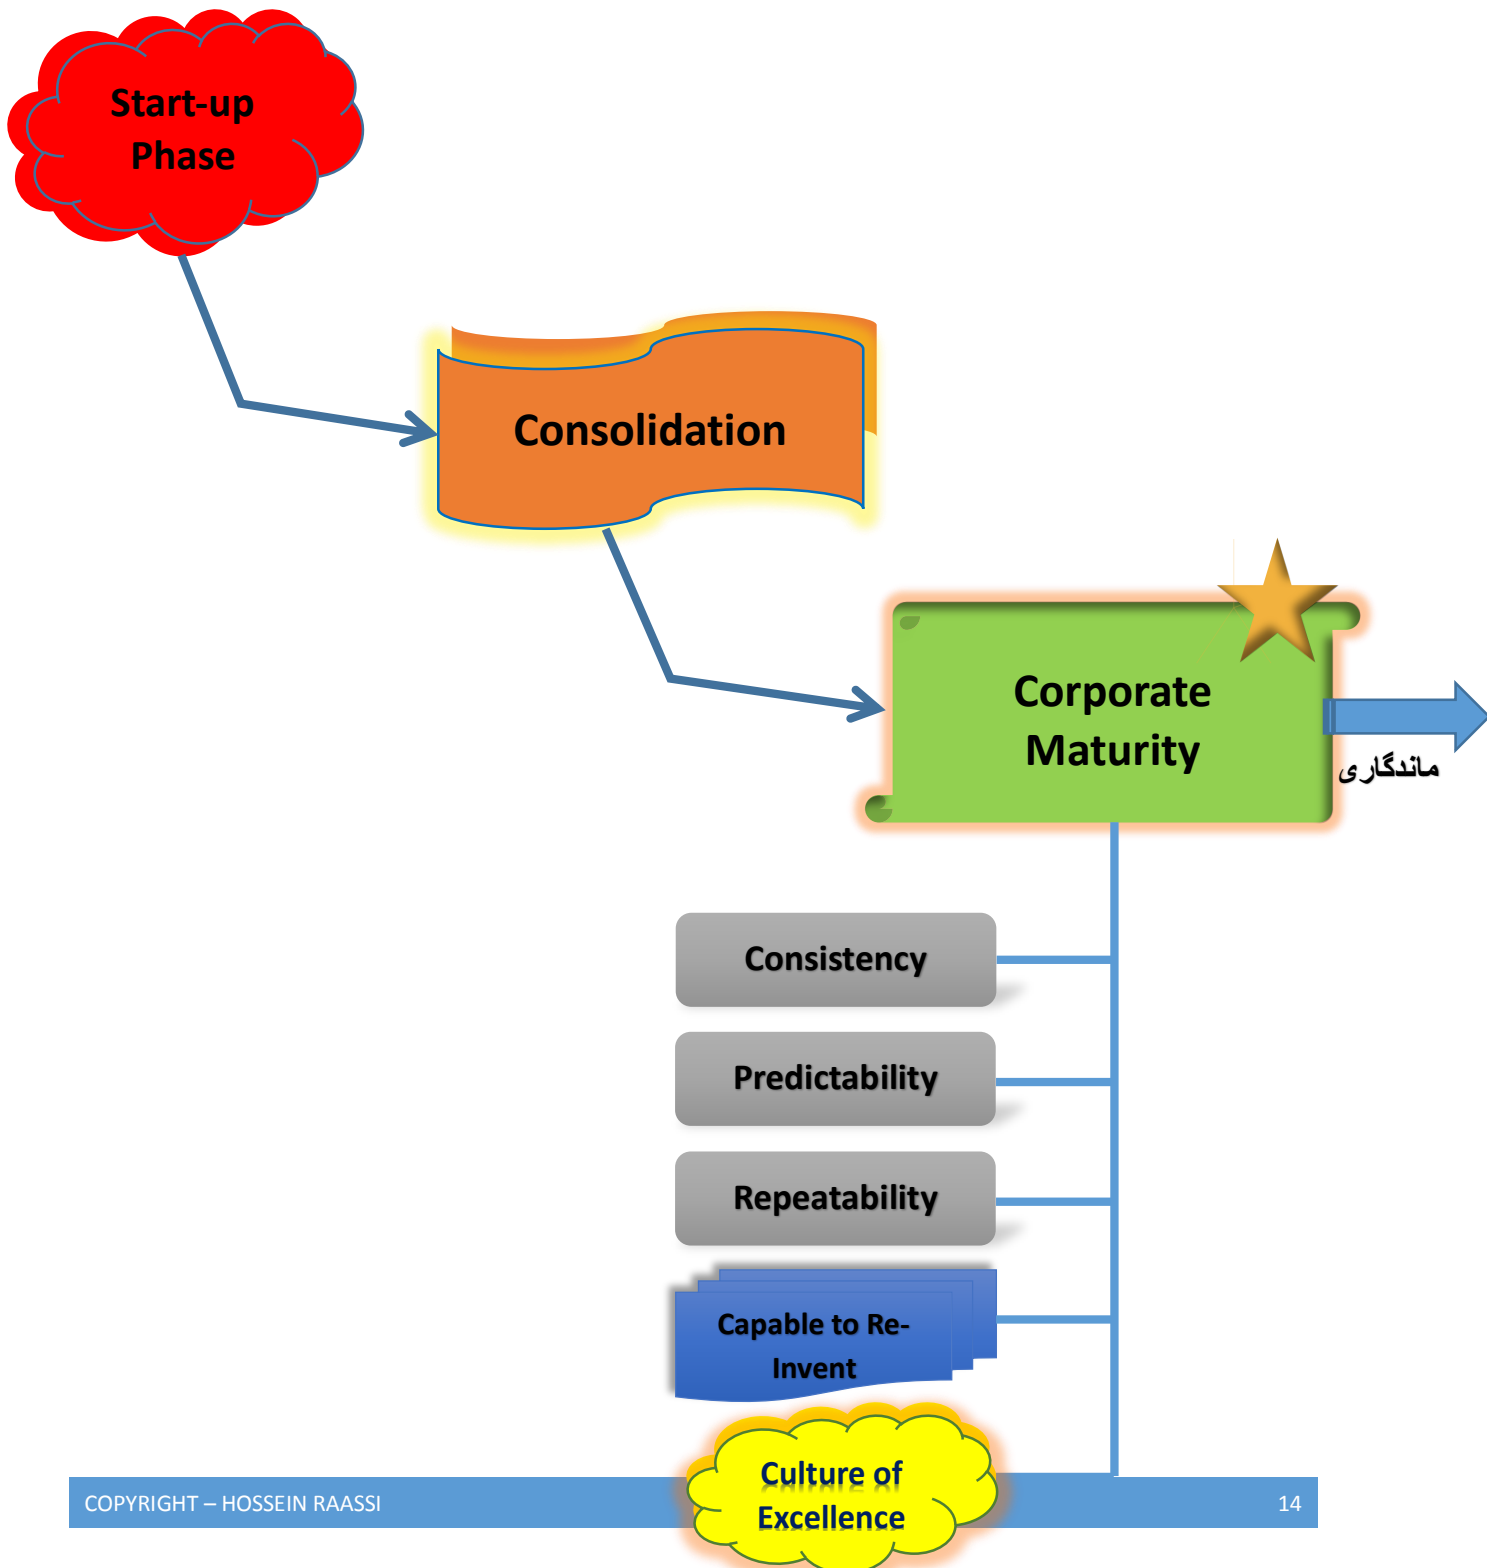 Start-up
Phase
Consolidation
Corporate
Maturity
ماندگاری
Consistency
Predictability
Repeatability
Capable to Re-
Invent
Culture of
Excellence
COPYRIGHT – HOSSEIN RAASSI
14